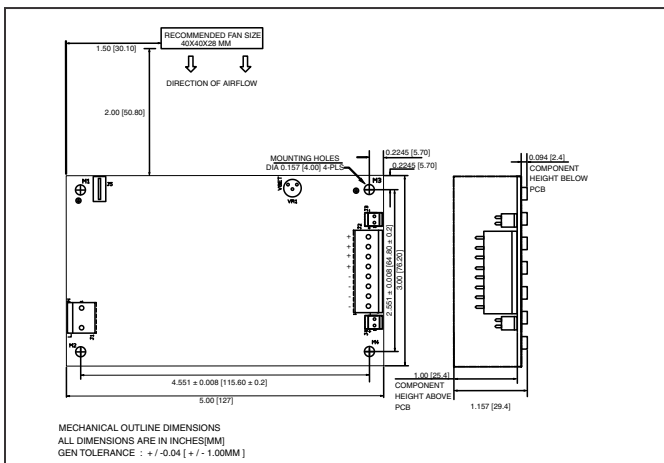 RECOMMENDED FAN SIZE
40X40X28 MM
1.50 [30.10]
DIRECTION OF AIRFLOW
2.00 [50.80]
MOUNTING HOLES
DIA 0.157 [4.00] 4-PLS
0.2245 [5.70]
0.2245 [5.70]
0.094 [2.4]
COMPONENT
HEIGHT BELOW
PCB
M1
J5
VR1
M3
J2
+
+
+
+
-
-
-
-
2.551 ± 0.008 [64.80 ± 0.2]
3.00 [76.20]
J1
M2
M4
4.551 ± 0.008 [115.60 ± 0.2]
5.00 [127]
1.00 [25.4]
COMPONENT
HEIGHT ABOVE
PCB
1.157 [29.4]
MECHANICAL OUTLINE DIMENSIONS
ALL DIMENSIONS ARE IN INCHES[MM]
GEN TOLERANCE : + / -0.04 [ + / - 1.00MM ]